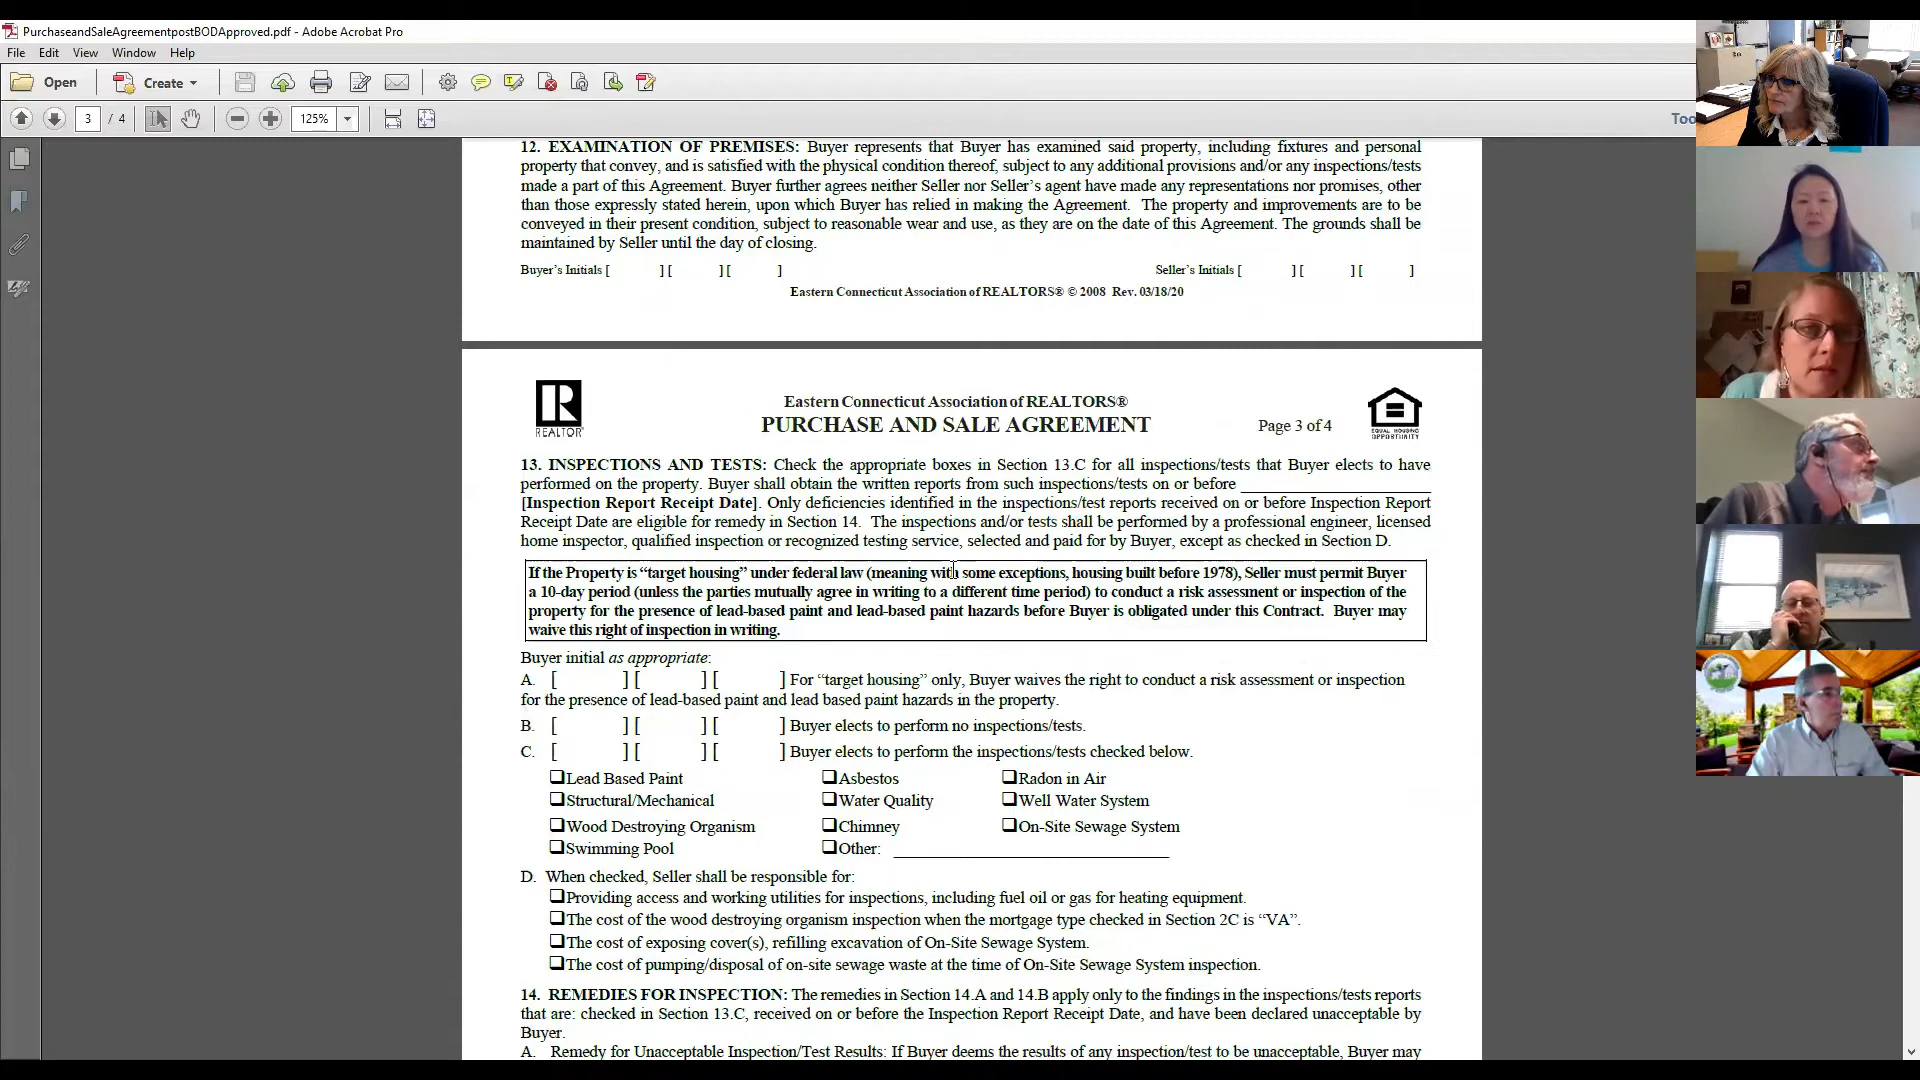 PurchaseandSaleAgreementpostBODApproved.pdf - Adobe Acrobat Pro
File Edit View Window Help
Open Create
3 / 4 125% Too
12. EXAMINATION OF PREMISES: Buyer represents that Buyer has examined said property, including fixtures and personal
property that convey, and is satisfied with the physical condition thereof, subject to any additional provisions and/or any inspections/tests
made a part of this Agreement. Buyer further agrees neither Seller nor Seller's agent have made any representations nor promises, other
than those expressly stated herein, upon which Buyer has relied in making the Agreement. The property and improvements are to be
conveyed in their present condition, subject to reasonable wear and use, as they are on the date of this Agreement. The grounds shall be
maintained by Seller until the day of closing.
Buyer's Initials [ ] [ ] [ ] Seller's Initials [ ] [ ] [ ]
Eastern Connecticut Association of REALTORS® © 2008 Rev. 03/18/20
REALTOR®
Eastern Connecticut Association of REALTORS®
PURCHASE AND SALE AGREEMENT Page 3 of 4
EQUAL HOUSING
OPPORTUNITY
13. INSPECTIONS AND TESTS: Check the appropriate boxes in Section 13.C for all inspections/tests that Buyer elects to have
performed on the property. Buyer shall obtain the written reports from such inspections/tests on or before ____________________
[Inspection Report Receipt Date]. Only deficiencies identified in the inspections/test reports received on or before Inspection Report
Receipt Date are eligible for remedy in Section 14. The inspections and/or tests shall be performed by a professional engineer, licensed
home inspector, qualified inspection or recognized testing service, selected and paid for by Buyer, except as checked in Section D.
If the Property is “target housing” under federal law (meaning with some exceptions, housing built before 1978), Seller must permit Buyer
a 10-day period (unless the parties mutually agree in writing to a different time period) to conduct a risk assessment or inspection of the
property for the presence of lead-based paint and lead-based paint hazards before Buyer is obligated under this Contract. Buyer may
waive this right of inspection in writing.
Buyer initial as appropriate:
A. [ ] [ ] [ ] For “target housing” only, Buyer waives the right to conduct a risk assessment or inspection
for the presence of lead-based paint and lead based paint hazards in the property.
B. [ ] [ ] [ ] Buyer elects to perform no inspections/tests.
C. [ ] [ ] [ ] Buyer elects to perform the inspections/tests checked below.
❑Lead Based Paint ❑Asbestos ❑Radon in Air
❑Structural/Mechanical ❑Water Quality ❑Well Water System
❑Wood Destroying Organism ❑Chimney ❑On-Site Sewage System
❑Swimming Pool ❑Other: ____________________
D. When checked, Seller shall be responsible for:
❑Providing access and working utilities for inspections, including fuel oil or gas for heating equipment.
❑The cost of the wood destroying organism inspection when the mortgage type checked in Section 2C is “VA”.
❑The cost of exposing cover(s), refilling excavation of On-Site Sewage System.
❑The cost of pumping/disposal of on-site sewage waste at the time of On-Site Sewage System inspection.
14. REMEDIES FOR INSPECTION: The remedies in Section 14.A and 14.B apply only to the findings in the inspections/tests reports
that are: checked in Section 13.C, received on or before the Inspection Report Receipt Date, and have been declared unacceptable by
Buyer.
A. Remedy for Unacceptable Inspection/Test Results: If Buyer deems the results of any inspection/test to be unacceptable, Buyer may